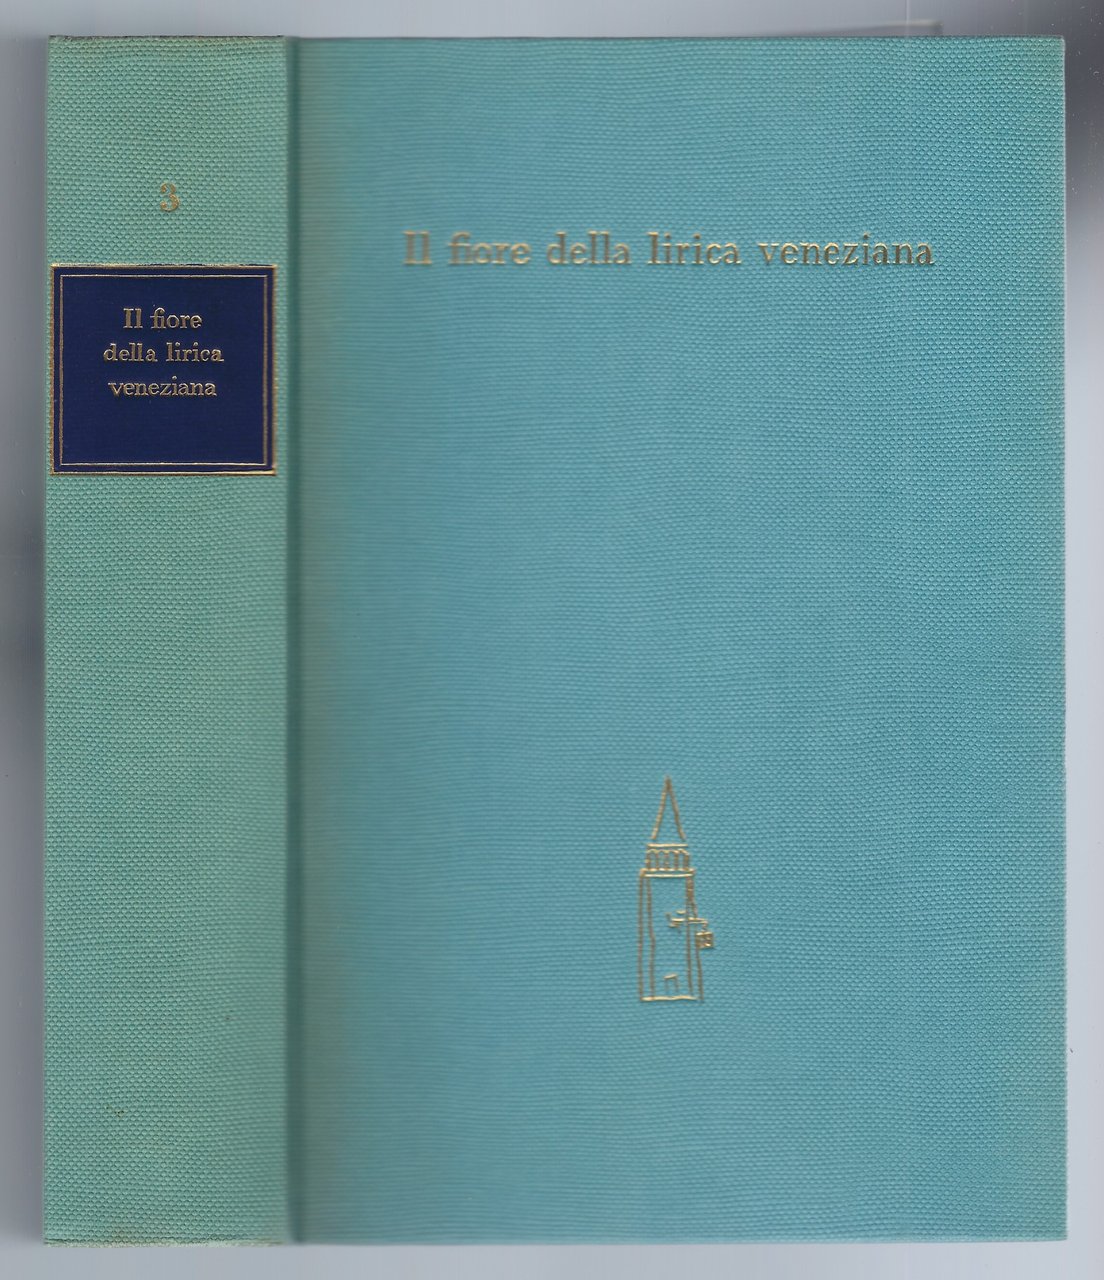 3
Il fiore
della lirica
veneziana
Il fiore della lirica veneziana